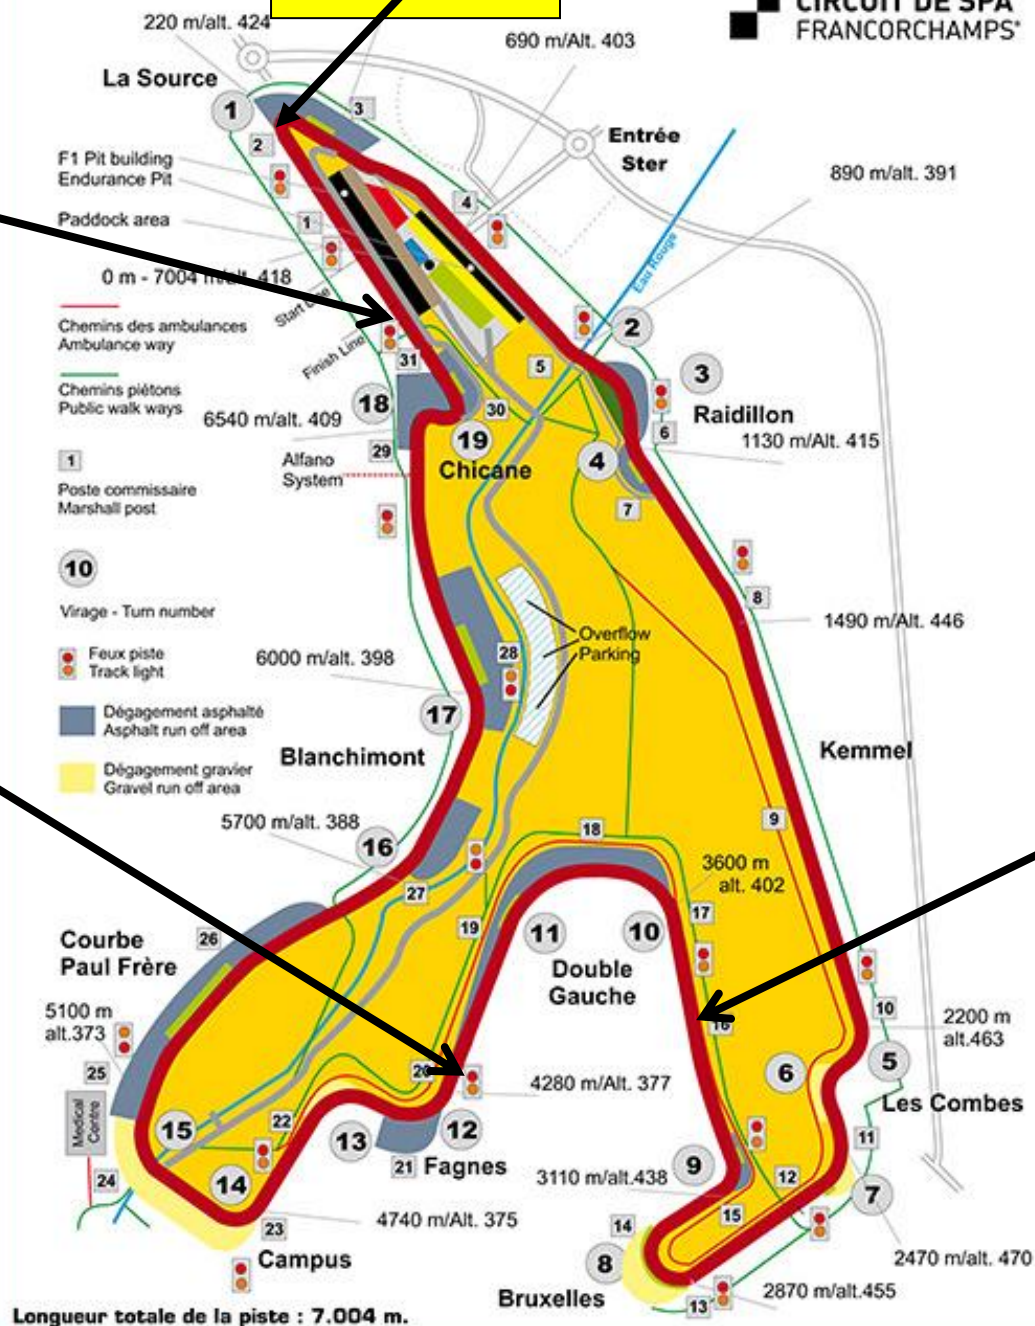 CIRCUIT DE SPA
FRANCORCHAMPS
220 m/alt. 424
690 m/Alt. 403
La Source
1
3
2
Entrée
Ster
F1 Pit building
Endurance Pit
890 m/alt. 391
4
Paddock area
1
0 m - 7004 m/alt. 418
Eau Rouge
Start Line
Chemins des ambulances
Ambulance way
Finish Line
2
31
5
3
Chemins piétons
Public walk ways
18
6540 m/alt. 409
30
Raidillon
6
1130 m/Alt. 415
19
29
Chicane
4
1
Alfano
System
Poste commissaire
Marshall post
7
10
8
Virage - Turn number
1490 m/Alt. 446
Overflow
Parking
28
Feux piste
Track light
6000 m/alt. 398
17
Dégagement asphalté
Asphalt run off area
Blanchimont
Kemmel
Dégagement gravier
Gravel run off area
5700 m/alt. 388
9
16
18
3600 m
alt. 402
27
17
19
11
10
26
Courbe
Paul Frère
Double
Gauche
5100 m
alt.373
10
2200 m
alt.463
16
5
6
25
20
4280 m/Alt. 377
Les Combes
Medical
Centre
22
15
13
12
11
21
Fagnes
9
24
14
3110 m/alt.438
12
7
4740 m/Alt. 375
23
14
15
Campus
8
2470 m/alt. 470
2870 m/alt.455
Bruxelles
13
Longueur totale de la piste : 7.004 m.